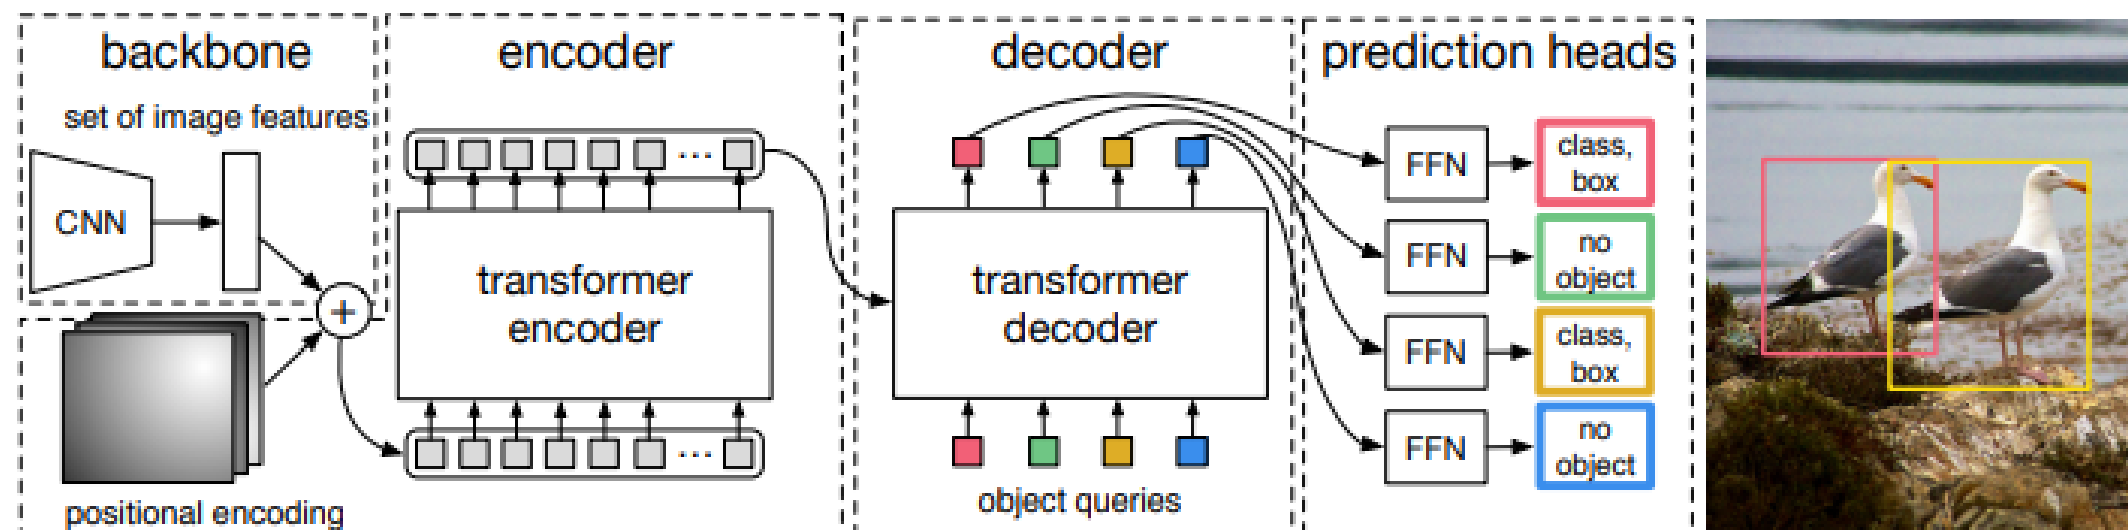 backbone
set of image features
CNN
+
positional encoding
encoder
...
transformer
encoder
...
decoder
transformer
decoder
object queries
prediction heads
FFN
class,
box
FFN
no
object
FFN
class,
box
FFN
no
object